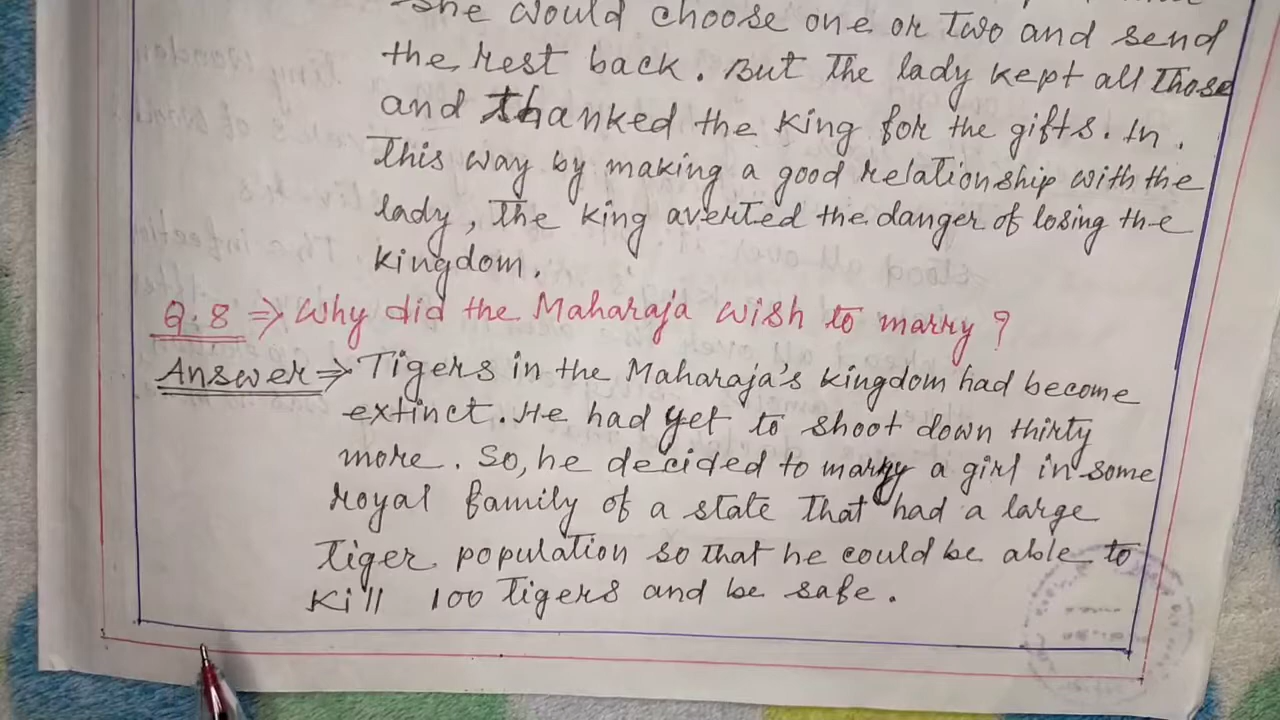 She would choose one or two and send
the rest back. But the lady kept all those
and thanked the king for the gifts. In.
This way by making a good relationship with the
lady, the king averted the danger of losing the
kingdom.
Q.8 ⇒ Why did the Maharaja wish to marry?
Answer ⇒ Tigers in the Maharaja's kingdom had become
extinct. He had yet to shoot down thirty
more. So, he decided to marry a girl in some
royal family of a state that had a large
tiger population so that he could be able to
kill 100 tigers and be safe.